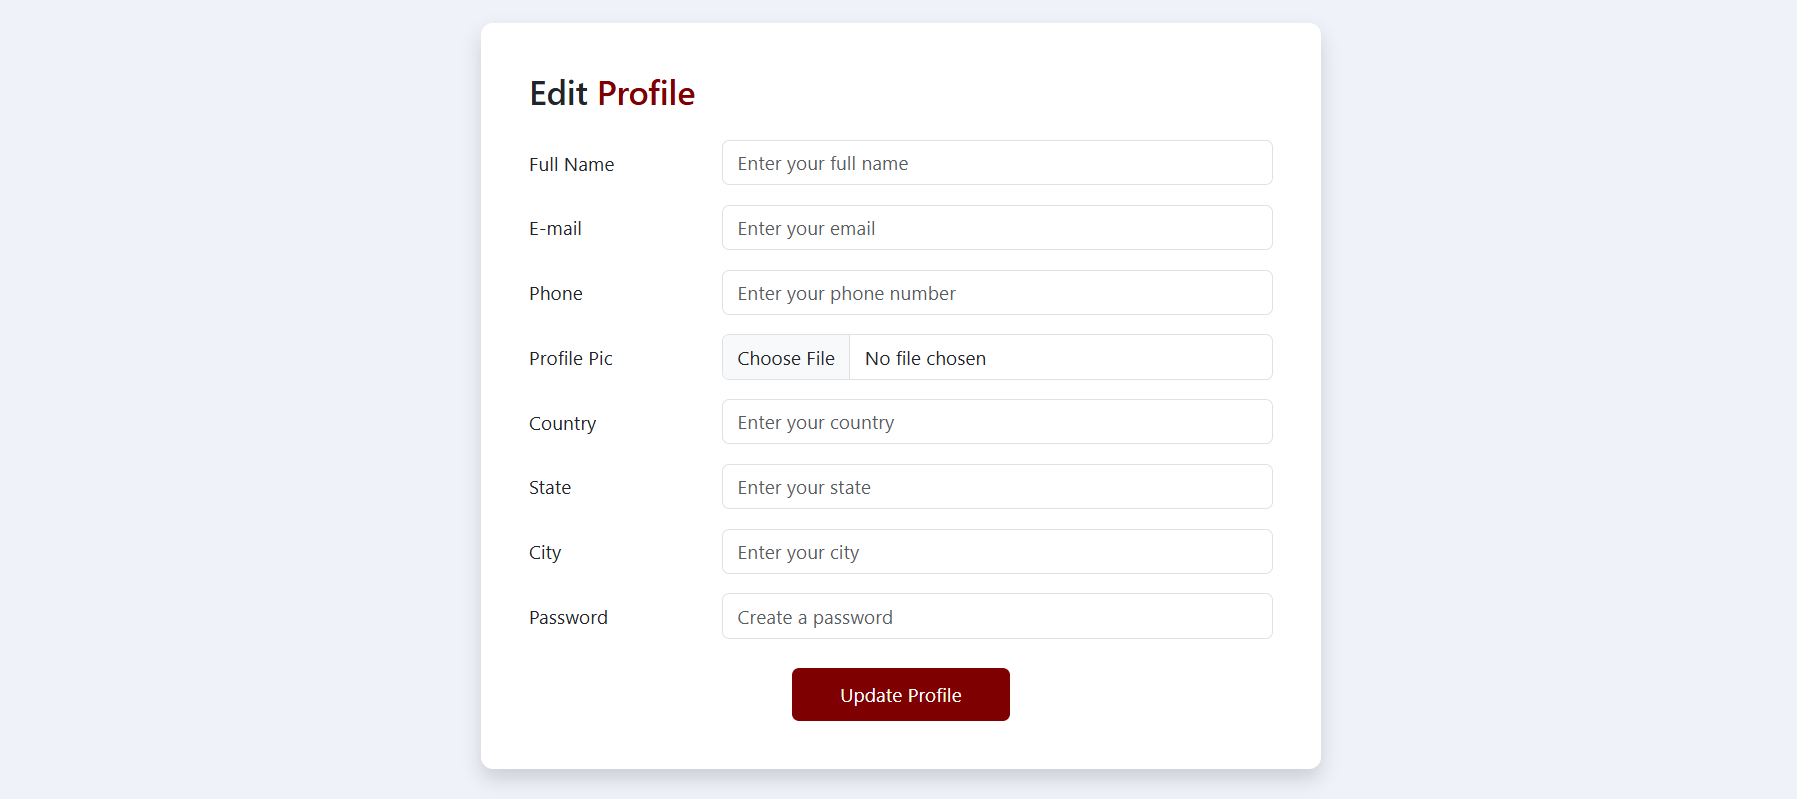 Edit Profile
Full Name Enter your full name
E-mail Enter your email
Phone Enter your phone number
Profile Pic Choose File No file chosen
Country Enter your country
State Enter your state
City Enter your city
Password Create a password
Update Profile